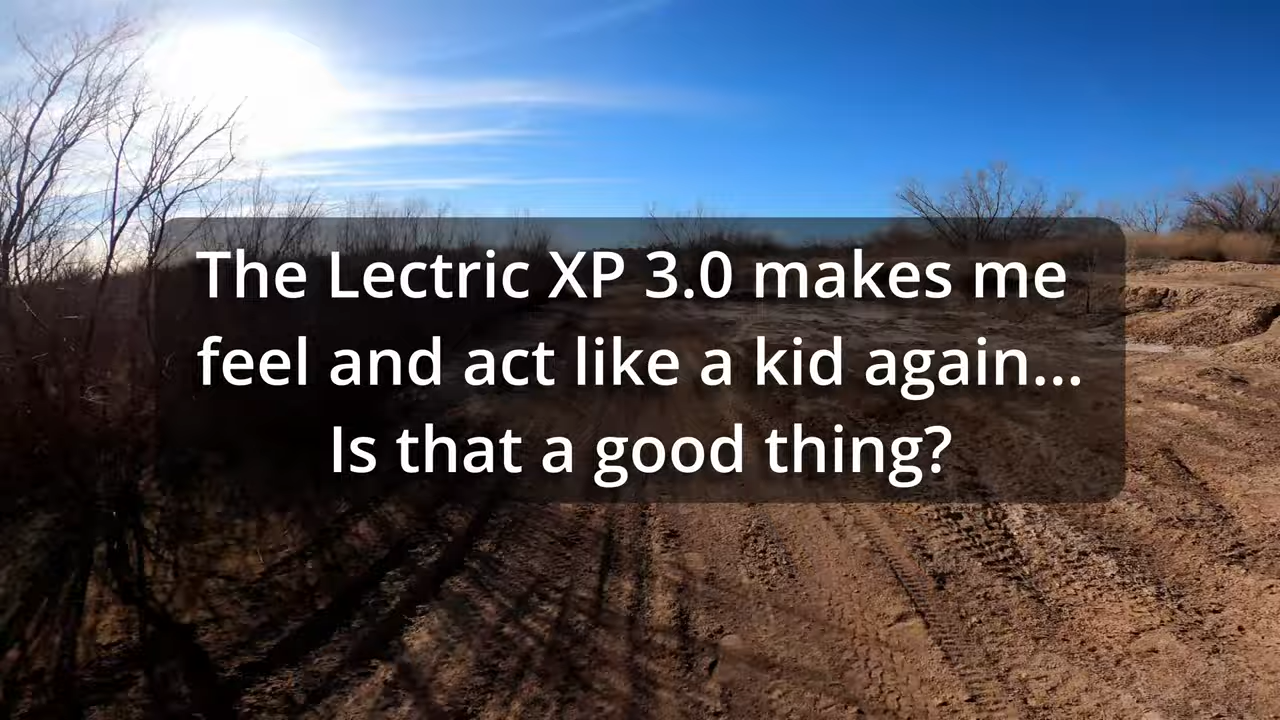 The Lectric XP 3.0 makes me
feel and act like a kid again...
Is that a good thing?